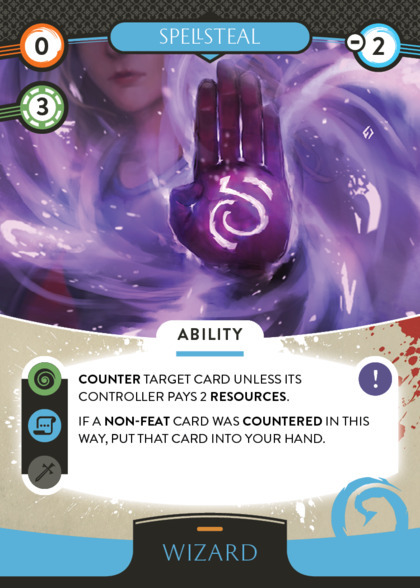 0
SPELLSTEAL
-2
3
ABILITY
COUNTER TARGET CARD UNLESS ITS
CONTROLLER PAYS 2 RESOURCES.
!
IF A NON-FEAT CARD WAS COUNTERED IN THIS
WAY, PUT THAT CARD INTO YOUR HAND.
WIZARD